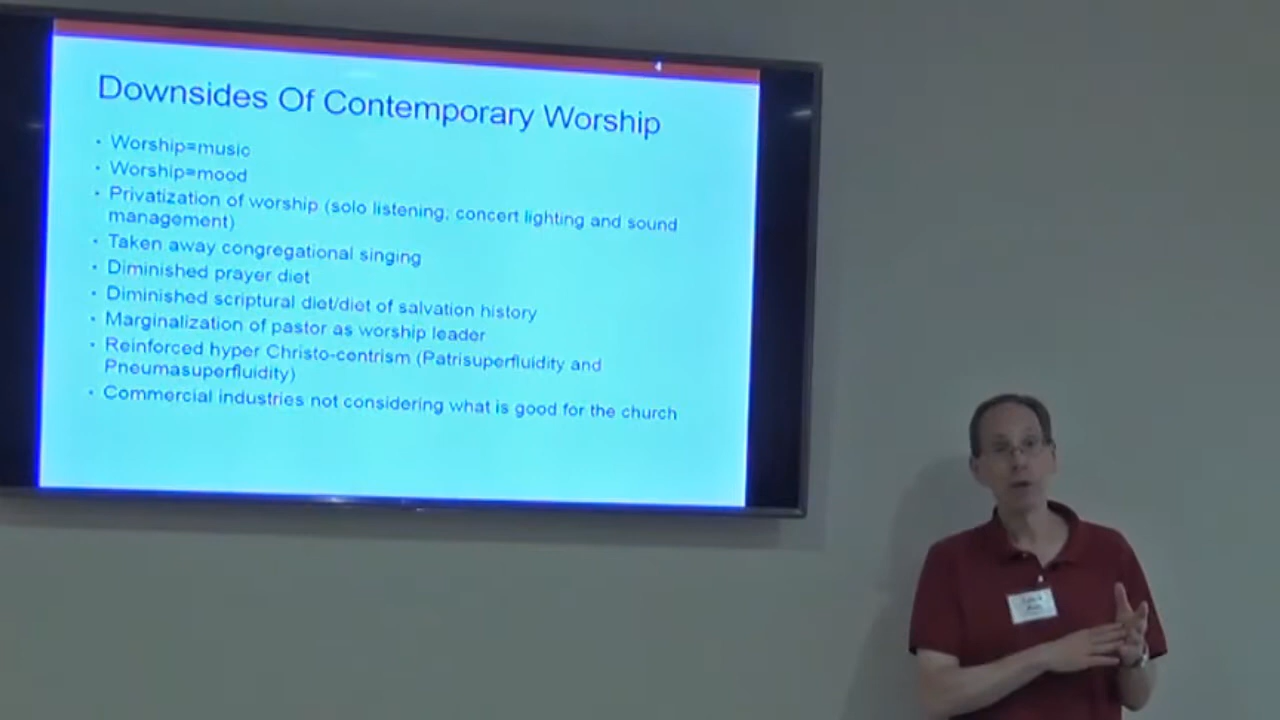 4
Downsides Of Contemporary Worship
• Worship=music
• Worship=mood
• Privatization of worship (solo listening; concert lighting and sound
management)
• Taken away congregational singing
• Diminished prayer diet
• Diminished scriptural diet/diet of salvation history
• Marginalization of pastor as worship leader
• Reinforced hyper Christo-centrism (Patrisuperfluidity and
Pneumasuperfluidity)
• Commercial industries not considering what is good for the church